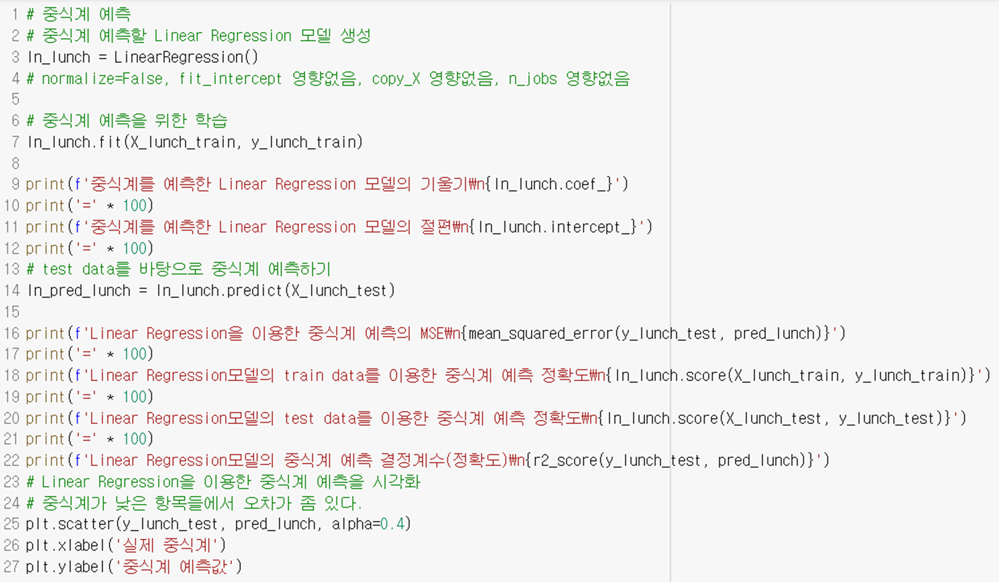 1 # 중식계 예측
2 # 중식계 예측할 Linear Regression 모델 생성
3 ln_lunch = LinearRegression()
4 # normalize=False, fit_intercept 영향없음, copy_X 영향없음, n_jobs 영향없음
5
6 # 중식계 예측을 위한 학습
7 ln_lunch.fit(X_lunch_train, y_lunch_train)
8
9 print(f'중식계를 예측한 Linear Regression 모델의 기울기₩n{ln_lunch.coef_}')
10 print('=' * 100)
11 print(f'중식계를 예측한 Linear Regression 모델의 절편₩n{ln_lunch.intercept_}')
12 print('=' * 100)
13 # test data를 바탕으로 중식계 예측하기
14 ln_pred_lunch = ln_lunch.predict(X_lunch_test)
15
16 print(f'Linear Regression을 이용한 중식계 예측의 MSE₩n{mean_squared_error(y_lunch_test, pred_lunch)}')
17 print('=' * 100)
18 print(f'Linear Regression모델의 train data를 이용한 중식계 예측 정확도₩n{ln_lunch.score(X_lunch_train, y_lunch_train)}')
19 print('=' * 100)
20 print(f'Linear Regression모델의 test data를 이용한 중식계 예측 정확도₩n{ln_lunch.score(X_lunch_test, y_lunch_test)}')
21 print('=' * 100)
22 print(f'Linear Regression모델의 중식계 예측 결정계수(정확도)₩n{r2_score(y_lunch_test, pred_lunch)}')
23 # Linear Regression을 이용한 중식계 예측을 시각화
24 # 중식계가 낮은 항목들에서 오차가 좀 있다.
25 plt.scatter(y_lunch_test, pred_lunch, alpha=0.4)
26 plt.xlabel('실제 중식계')
27 plt.ylabel('중식계 예측값')